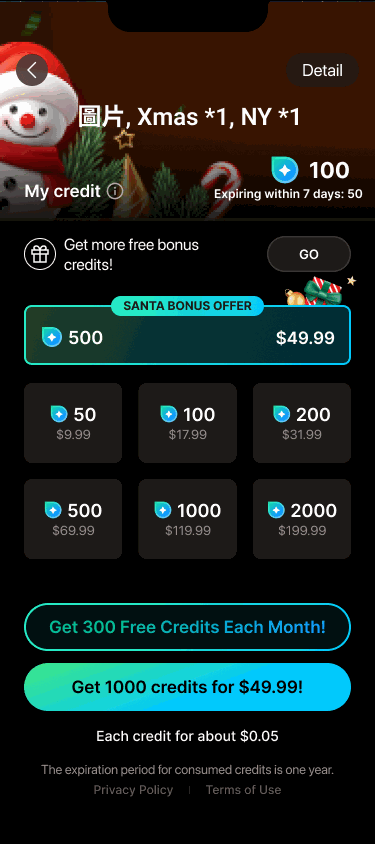 Detail
圖片, Xmas *1, NY *1
My credit
100
Expiring within 7 days: 50
Get more free bonus
credits!
GO
SANTA BONUS OFFER
500
$49.99
50
$9.99
100
$17.99
200
$31.99
500
$69.99
1000
$119.99
2000
$199.99
Get 300 Free Credits Each Month!
Get 1000 credits for $49.99!
Each credit for about $0.05
The expiration period for consumed credits is one year.
Privacy Policy
Terms of Use